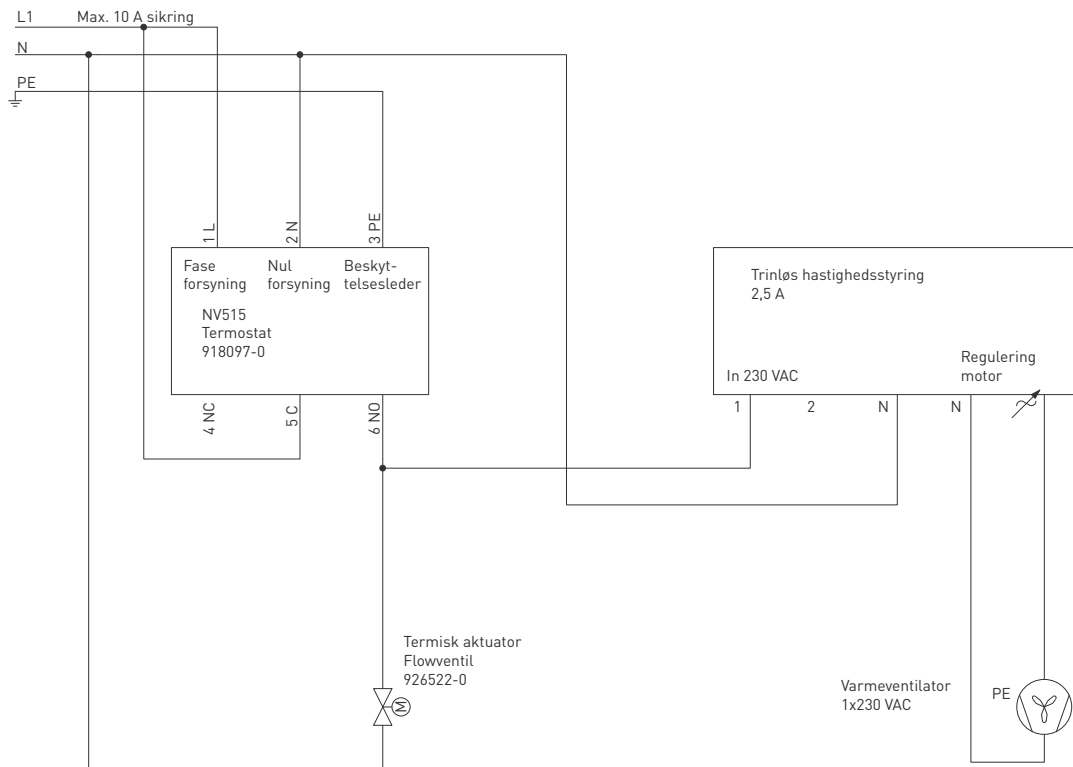 L1
Max. 10 A sikring
N
PE
1 L
2 N
3 PE
Fase
forsyning
Nul
forsyning
Beskyt-
telsesleder
NV515
Termostat
918097-0
4 NC
5 C
6 NO
Trinløs hastighedsstyring
2,5 A
In 230 VAC
Regulering
motor
1
2
N
N
Termisk aktuator
Flowventil
926522-0
M
Varmeventilator
1x230 VAC
PE